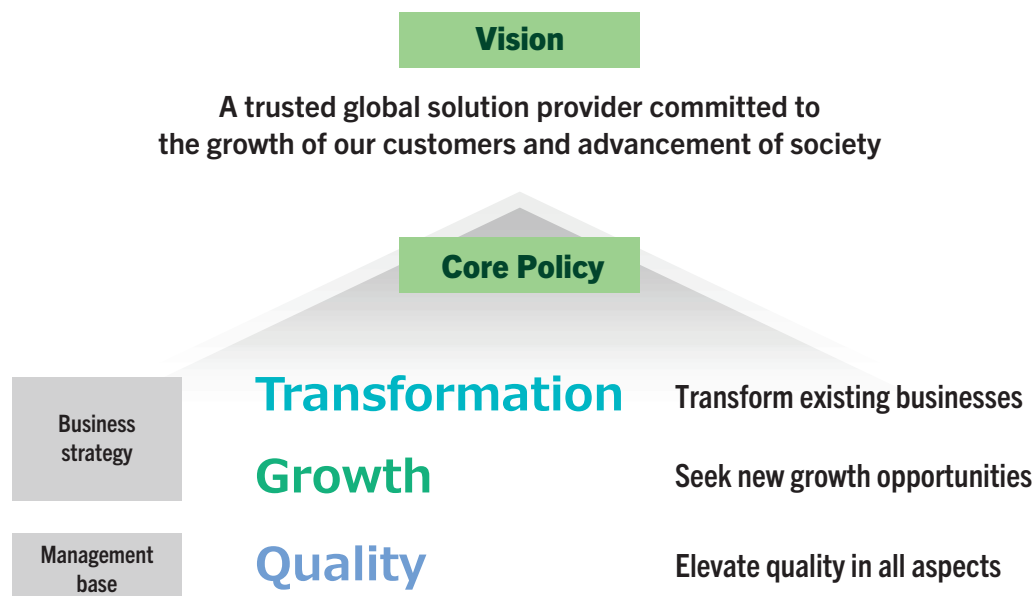 Vision
A trusted global solution provider committed to
the growth of our customers and advancement of society
Core Policy
Business
strategy
Transformation
Transform existing businesses
Growth
Seek new growth opportunities
Management
base
Quality
Elevate quality in all aspects